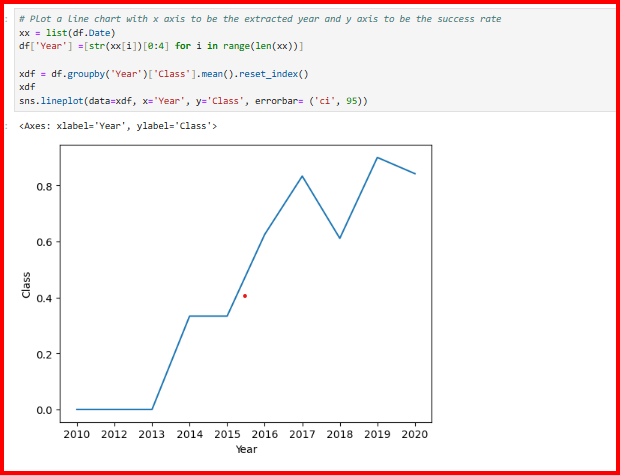 # PLot a line chart with x axis to be the extracted year and y axis to be the success rate
xx = list(df.Date)
df['Year'] =[str(xx[i])[0:4] for i in range(len(xx))]
xdf = df.groupby('Year')['Class'].mean().reset_index()
xdf
sns.lineplot(data=xdf, x='Year', y='Class', errorbar= ('ci', 95))
<Axes: xlabel='Year', ylabel='Class'>
0.8
0.6
Class
0.4
0.2
0.0
2010 2012 2013 2014 2015 2016 2017 2018 2019 2020
Year